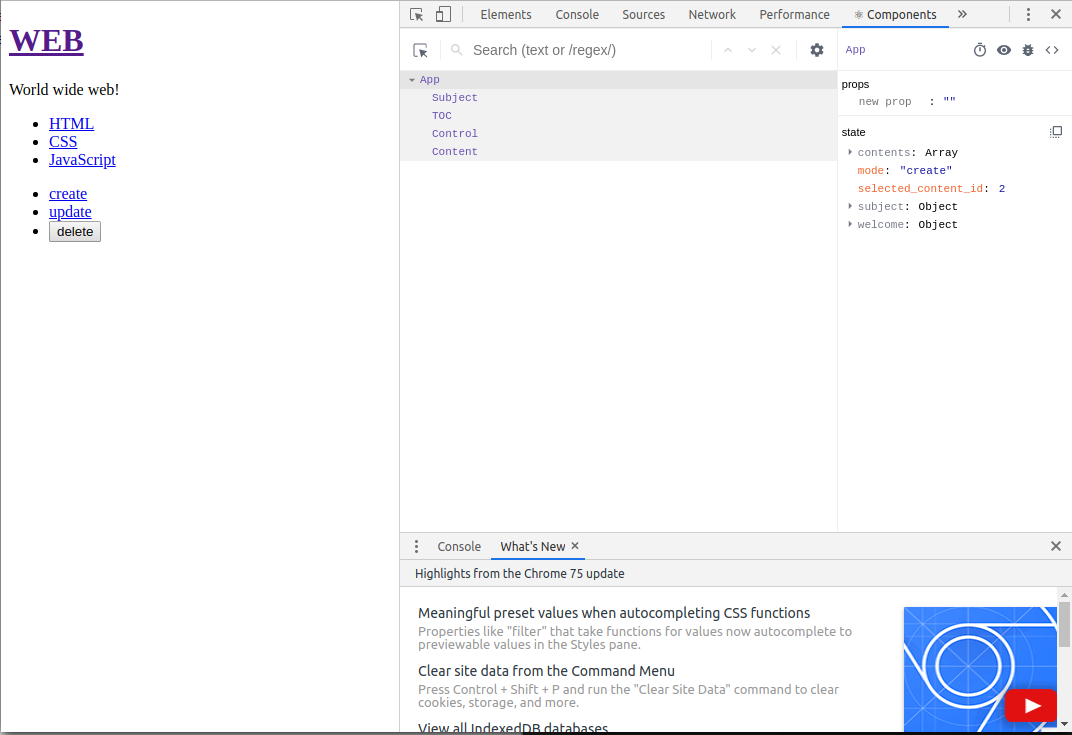 WEB
World wide web!
HTML
CSS
JavaScript
create
update
delete
Elements Console Sources Network Performance Components »
Search (text or /regex/)
App
App
Subject
TOC
Control
Content
props
new prop : ""
state
contents: Array
mode: "create"
selected_content_id: 2
subject: Object
welcome: Object
Console What's New
Highlights from the Chrome 75 update
Meaningful preset values when autocompleting CSS functions
Properties like "filter" that take functions for values now autocomplete to
previewable values in the Styles pane.
Clear site data from the Command Menu
Press Control + Shift + P and run the "Clear Site Data" command to clear
cookies, storage, and more.
View all IndexedDB databases